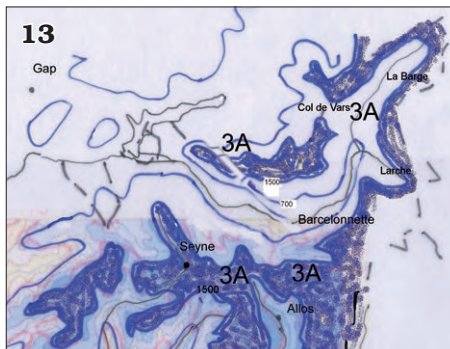 13
Gap
La Barge
Col de Vars
3A
3A
Larche
1500
700
Barcelonnette
Seyne
3A
3A
1500
Allos